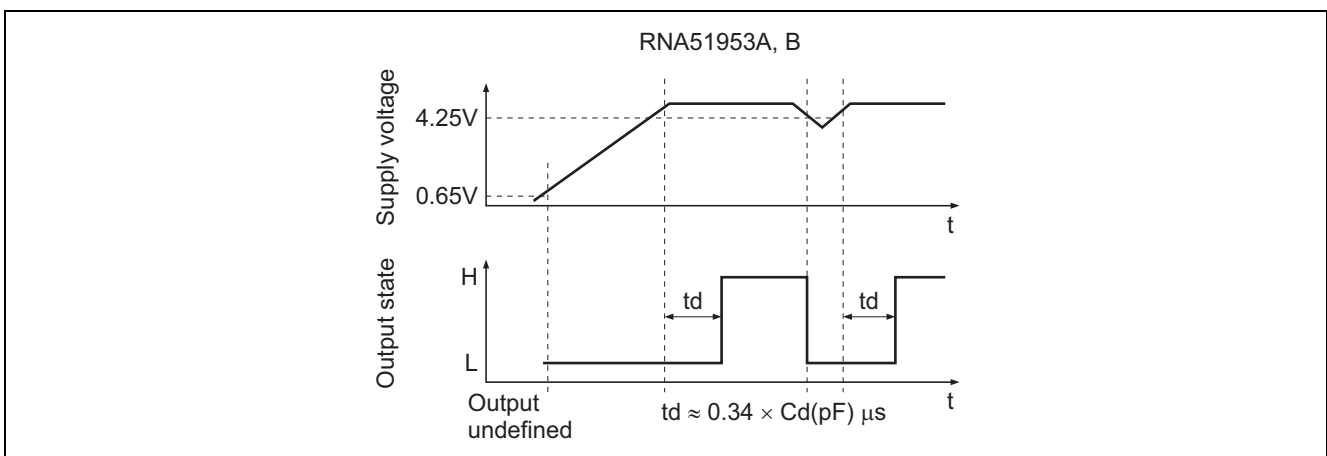 RNA51953A, B
Supply voltage
4.25V
0.65V
t
Output state
H
td
td
L
t
Output
undefined
td ≈ 0.34 × Cd(pF) μs